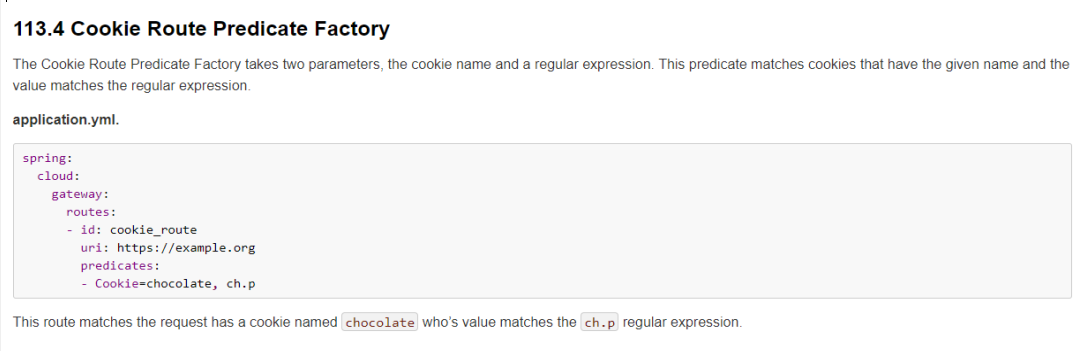 113.4 Cookie Route Predicate Factory
The Cookie Route Predicate Factory takes two parameters, the cookie name and a regular expression. This predicate matches cookies that have the given name and the
value matches the regular expression.
application.yml.
spring:
  cloud:
    gateway:
      routes:
      - id: cookie_route
        uri: https://example.org
        predicates:
        - Cookie=chocolate, ch.p
This route matches the request has a cookie named chocolate who's value matches the ch.p regular expression.